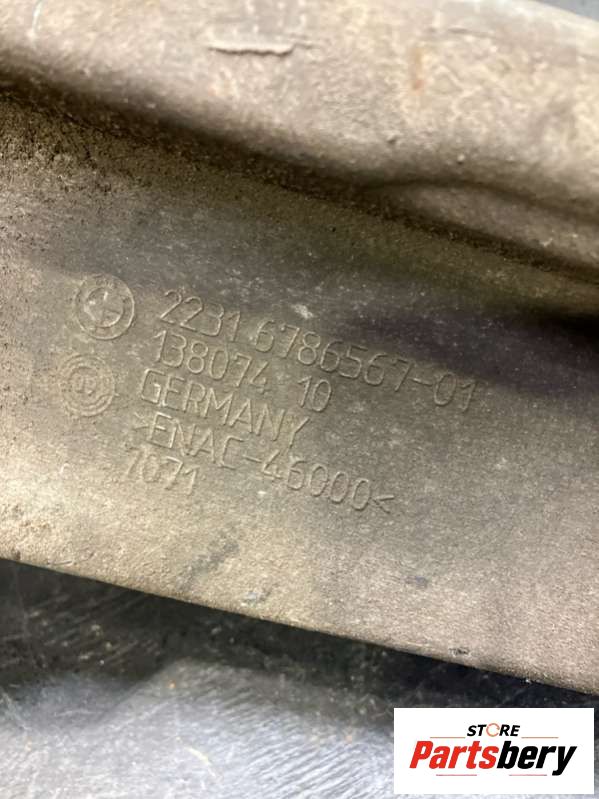 2231 6786567-01
138074 10
GERMANY
>ENAC-46000<
7071
STORE
Partsbery